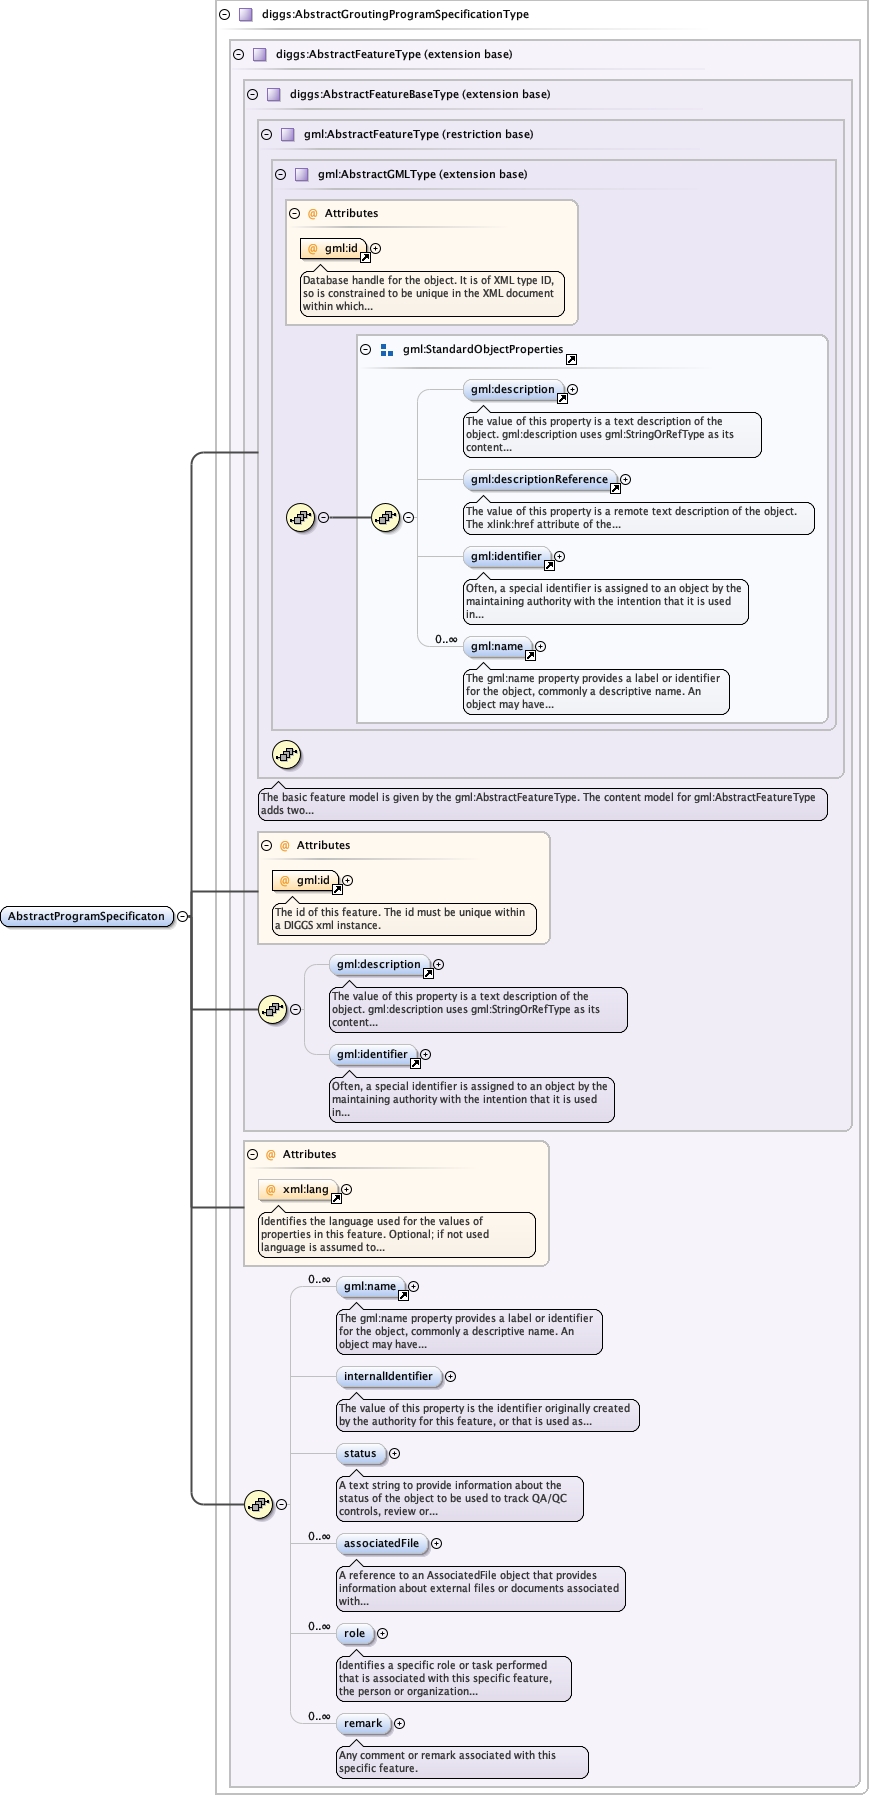 diggs:AbstractGroutingProgramSpecificationType
diggs:AbstractFeatureType (extension base)
diggs:AbstractFeatureBaseType (extension base)
gml:AbstractFeatureType (restriction base)
gml:AbstractGMLType (extension base)
@ Attributes
@ gml:id
Database handle for the object. It is of XML type ID,
so is constrained to be unique in the XML document
within which...
gml:StandardObjectProperties
gml:description
The value of this property is a text description of the
object. gml:description uses gml:StringOrRefType as its
content...
gml:descriptionReference
The value of this property is a remote text description of the object.
The xlink:href attribute of the...
gml:identifier
Often, a special identifier is assigned to an object by the
maintaining authority with the intention that it is used
in...
0..∞
gml:name
The gml:name property provides a label or identifier
for the object, commonly a descriptive name. An
object may have...
The basic feature model is given by the gml:AbstractFeatureType. The content model for gml:AbstractFeatureType
adds two...
@ Attributes
@ gml:id
The id of this feature. The id must be unique within
a DIGGS xml instance.
AbstractProgramSpecificaton
gml:description
The value of this property is a text description of the
object. gml:description uses gml:StringOrRefType as its
content...
gml:identifier
Often, a special identifier is assigned to an object by the
maintaining authority with the intention that it is used
in...
@ Attributes
@ xml:lang
Identifies the language used for the values of
properties in this feature. Optional; if not used
language is assumed to...
0..∞
gml:name
The gml:name property provides a label or identifier
for the object, commonly a descriptive name. An
object may have...
internalIdentifier
The value of this property is the identifier originally created
by the authority for this feature, or that is used as...
status
A text string to provide information about the
status of the object to be used to track QA/QC
controls, review or...
0..∞
associatedFile
A reference to an AssociatedFile object that provides
information about external files or documents associated
with...
0..∞
role
Identifies a specific role or task performed
that is associated with this specific feature,
the person or organization...
0..∞
remark
Any comment or remark associated with this
specific feature.